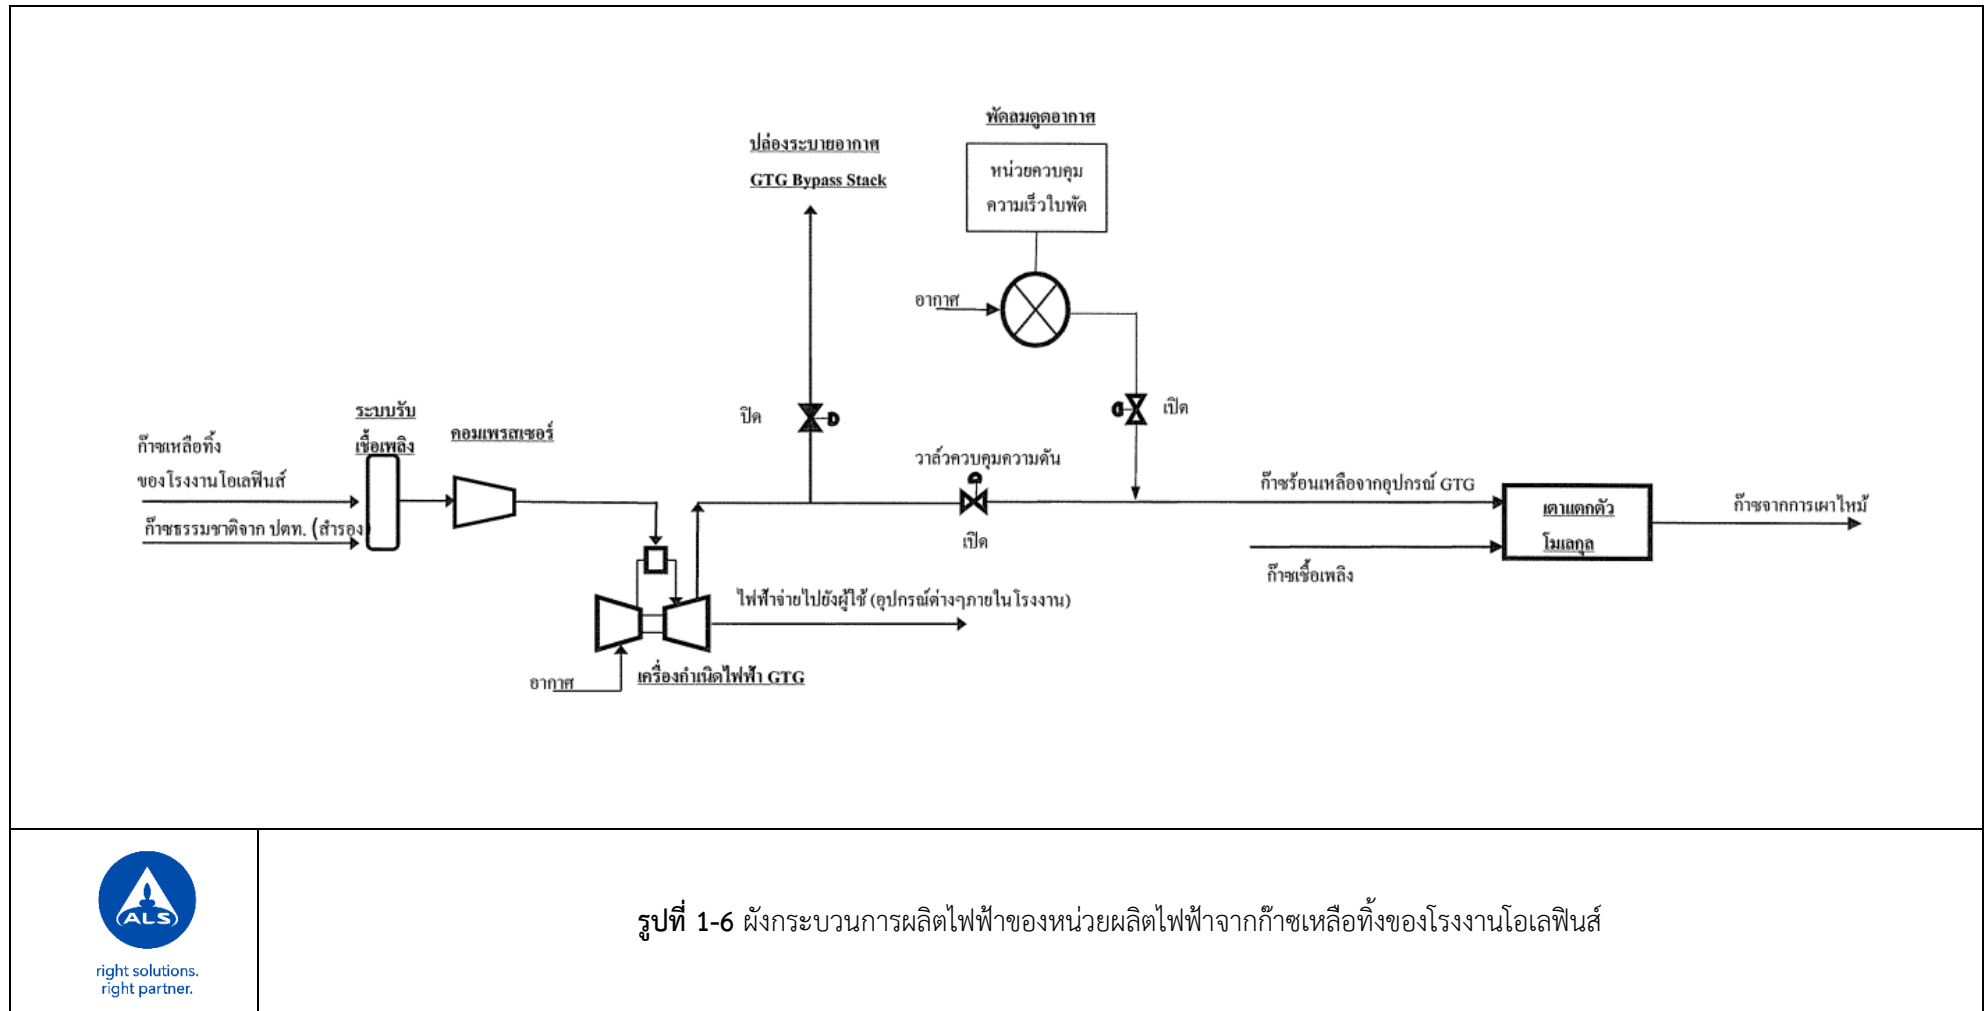 พัดลมดูดอากาศ
ปล่องระบายอากาศ
GTG Bypass Stack
หน่วยควบคุม
ความเร็วใบพัด
อากาศ
ปิด
D
G
เปิด
ระบบรับ
เชื้อเพลิง
คอมเพรสเซอร์
ก๊าซเหลือทิ้ง
ของโรงงานโอเลฟินส์
ก๊าซธรรมชาติจาก ปตท. (สำรอง)
วาล์วควบคุมความดัน
D
เปิด
ก๊าซร้อนเหลือจากอุปกรณ์ GTG
เตาแตกตัว
โมเลกุล
ก๊าซจากการเผาไหม้
ก๊าซเชื้อเพลิง
ไฟฟ้าจ่ายไปยังผู้ใช้ (อุปกรณ์ต่างๆภายในโรงงาน)
อากาศ
เครื่องกำเนิดไฟฟ้า GTG
ALS
right solutions.
right partner.
รูปที่ 1-6 ผังกระบวนการผลิตไฟฟ้าของหน่วยผลิตไฟฟ้าจากก๊าซเหลือทิ้งของโรงงานโอเลฟินส์